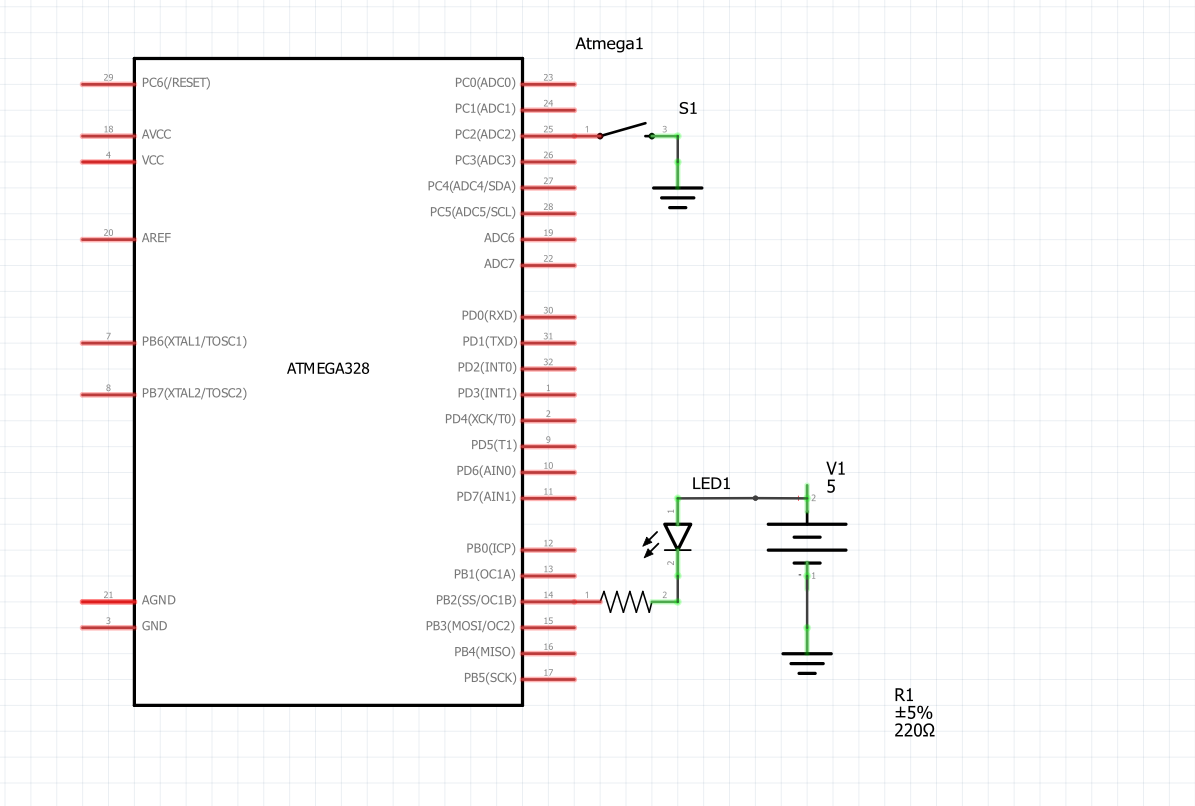 Atmega1
29 PC6(/RESET) PC0(ADC0) 23
PC1(ADC1) 24
S1
18 AVCC PC2(ADC2) 25 1 3
4 VCC PC3(ADC3) 26
PC4(ADC4/SDA) 27
PC5(ADC5/SCL) 28
20 AREF ADC6 19
ADC7 22
PD0(RXD) 30
7 PB6(XTAL1/TOSC1) PD1(TXD) 31
ATMEGA328 PD2(INT0) 32
8 PB7(XTAL2/TOSC2) PD3(INT1) 1
PD4(XCK/T0) 2
PD5(T1) 9
V1
PD6(AIN0) 10
LED1 5
PD7(AIN1) 11 2
1
PB0(ICP) 12
2
PB1(OC1A) 13 - 1
21 AGND PB2(SS/OC1B) 14 1 2
3 GND PB3(MOSI/OC2) 15
PB4(MISO) 16
PB5(SCK) 17
R1
±5%
220Ω